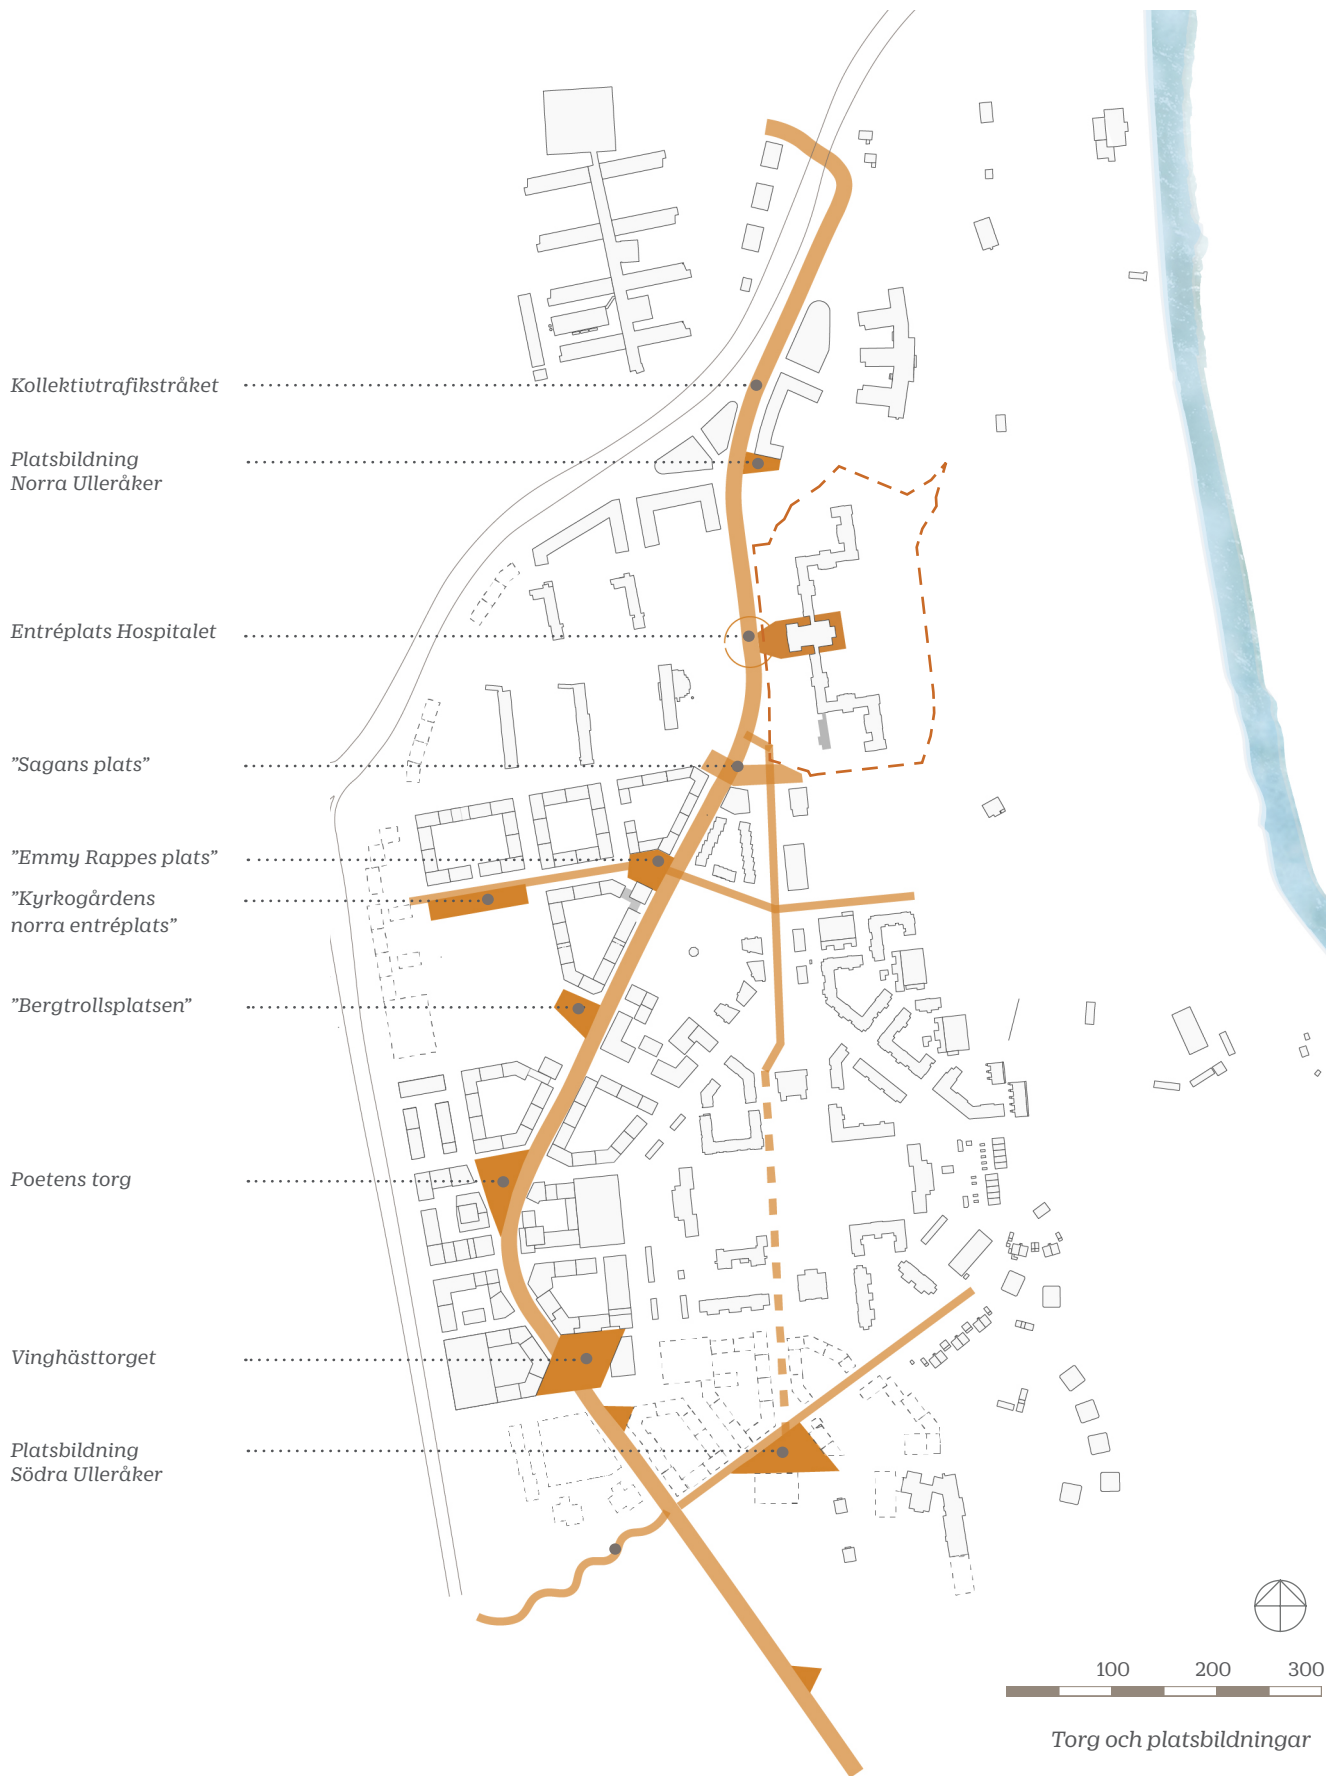 Kollektivtrafikstråket
Platsbildning
Norra Ulleråker
Entréplats Hospitalet
”Sagans plats”
”Emmy Rappes plats”
”Kyrkogårdens
norra entréplats”
”Bergtrollsplatsen”
Poetens torg
Vinghästtorget
Platsbildning
Södra Ulleråker
100 200 300
Torg och platsbildningar